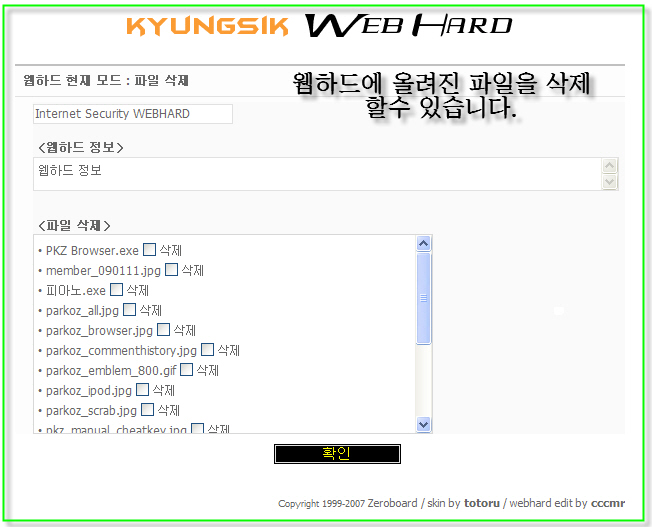 KYUNGSIK WEB HARD
웹하드 현재 모드 : 파일 삭제
웹하드에 올려진 파일을 삭제
할수 있습니다.
Internet Security WEBHARD
<웹하드 정보>
웹하드 정보
<파일 삭제>
• PKZ Browser.exe 삭제
• member_090111.jpg 삭제
• 피아노.exe 삭제
• parkoz_all.jpg 삭제
• parkoz_browser.jpg 삭제
• parkoz_commenthistory.jpg 삭제
• parkoz_emblem_800.gif 삭제
• parkoz_ipod.jpg 삭제
• parkoz_scrab.jpg 삭제
• pkz_manual_cheatkey.jpg 삭제
확인
Copyright 1999-2007 Zeroboard / skin by totoru / webhard edit by cccmr